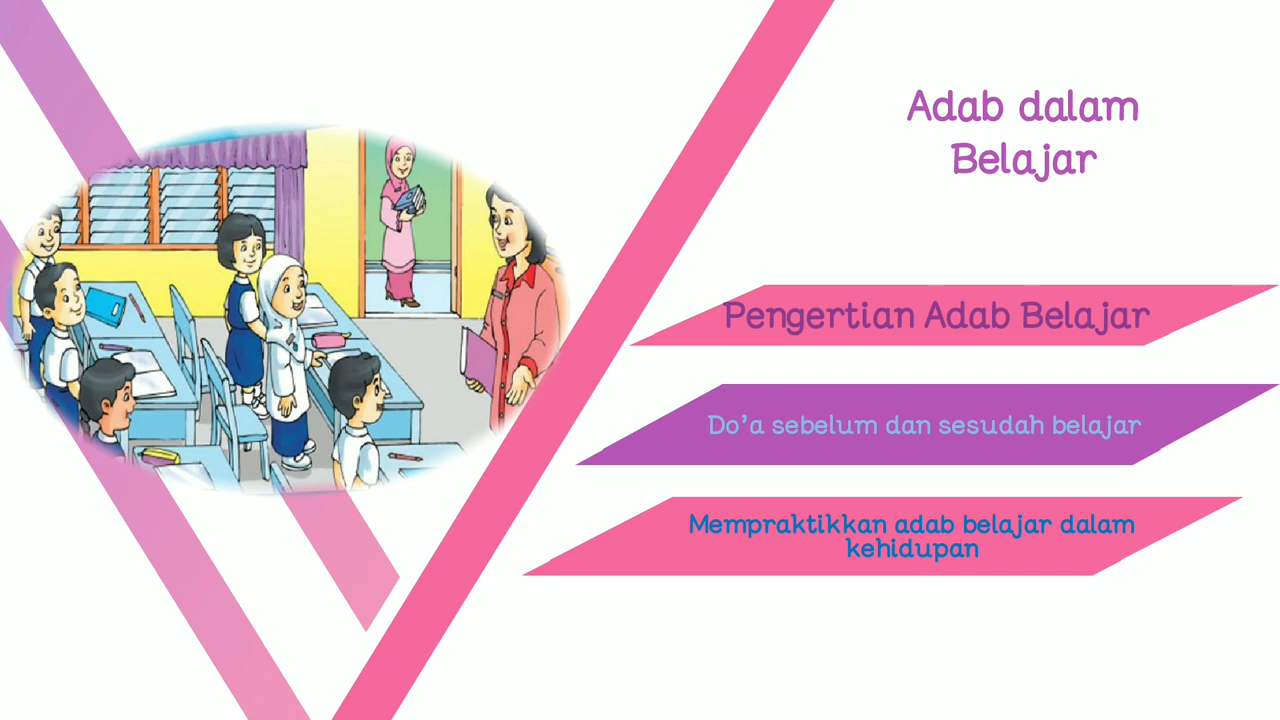 Adab dalam
Belajar
Pengertian Adab Belajar
Do’a sebelum dan sesudah belajar
Mempraktikkan adab belajar dalam
kehidupan